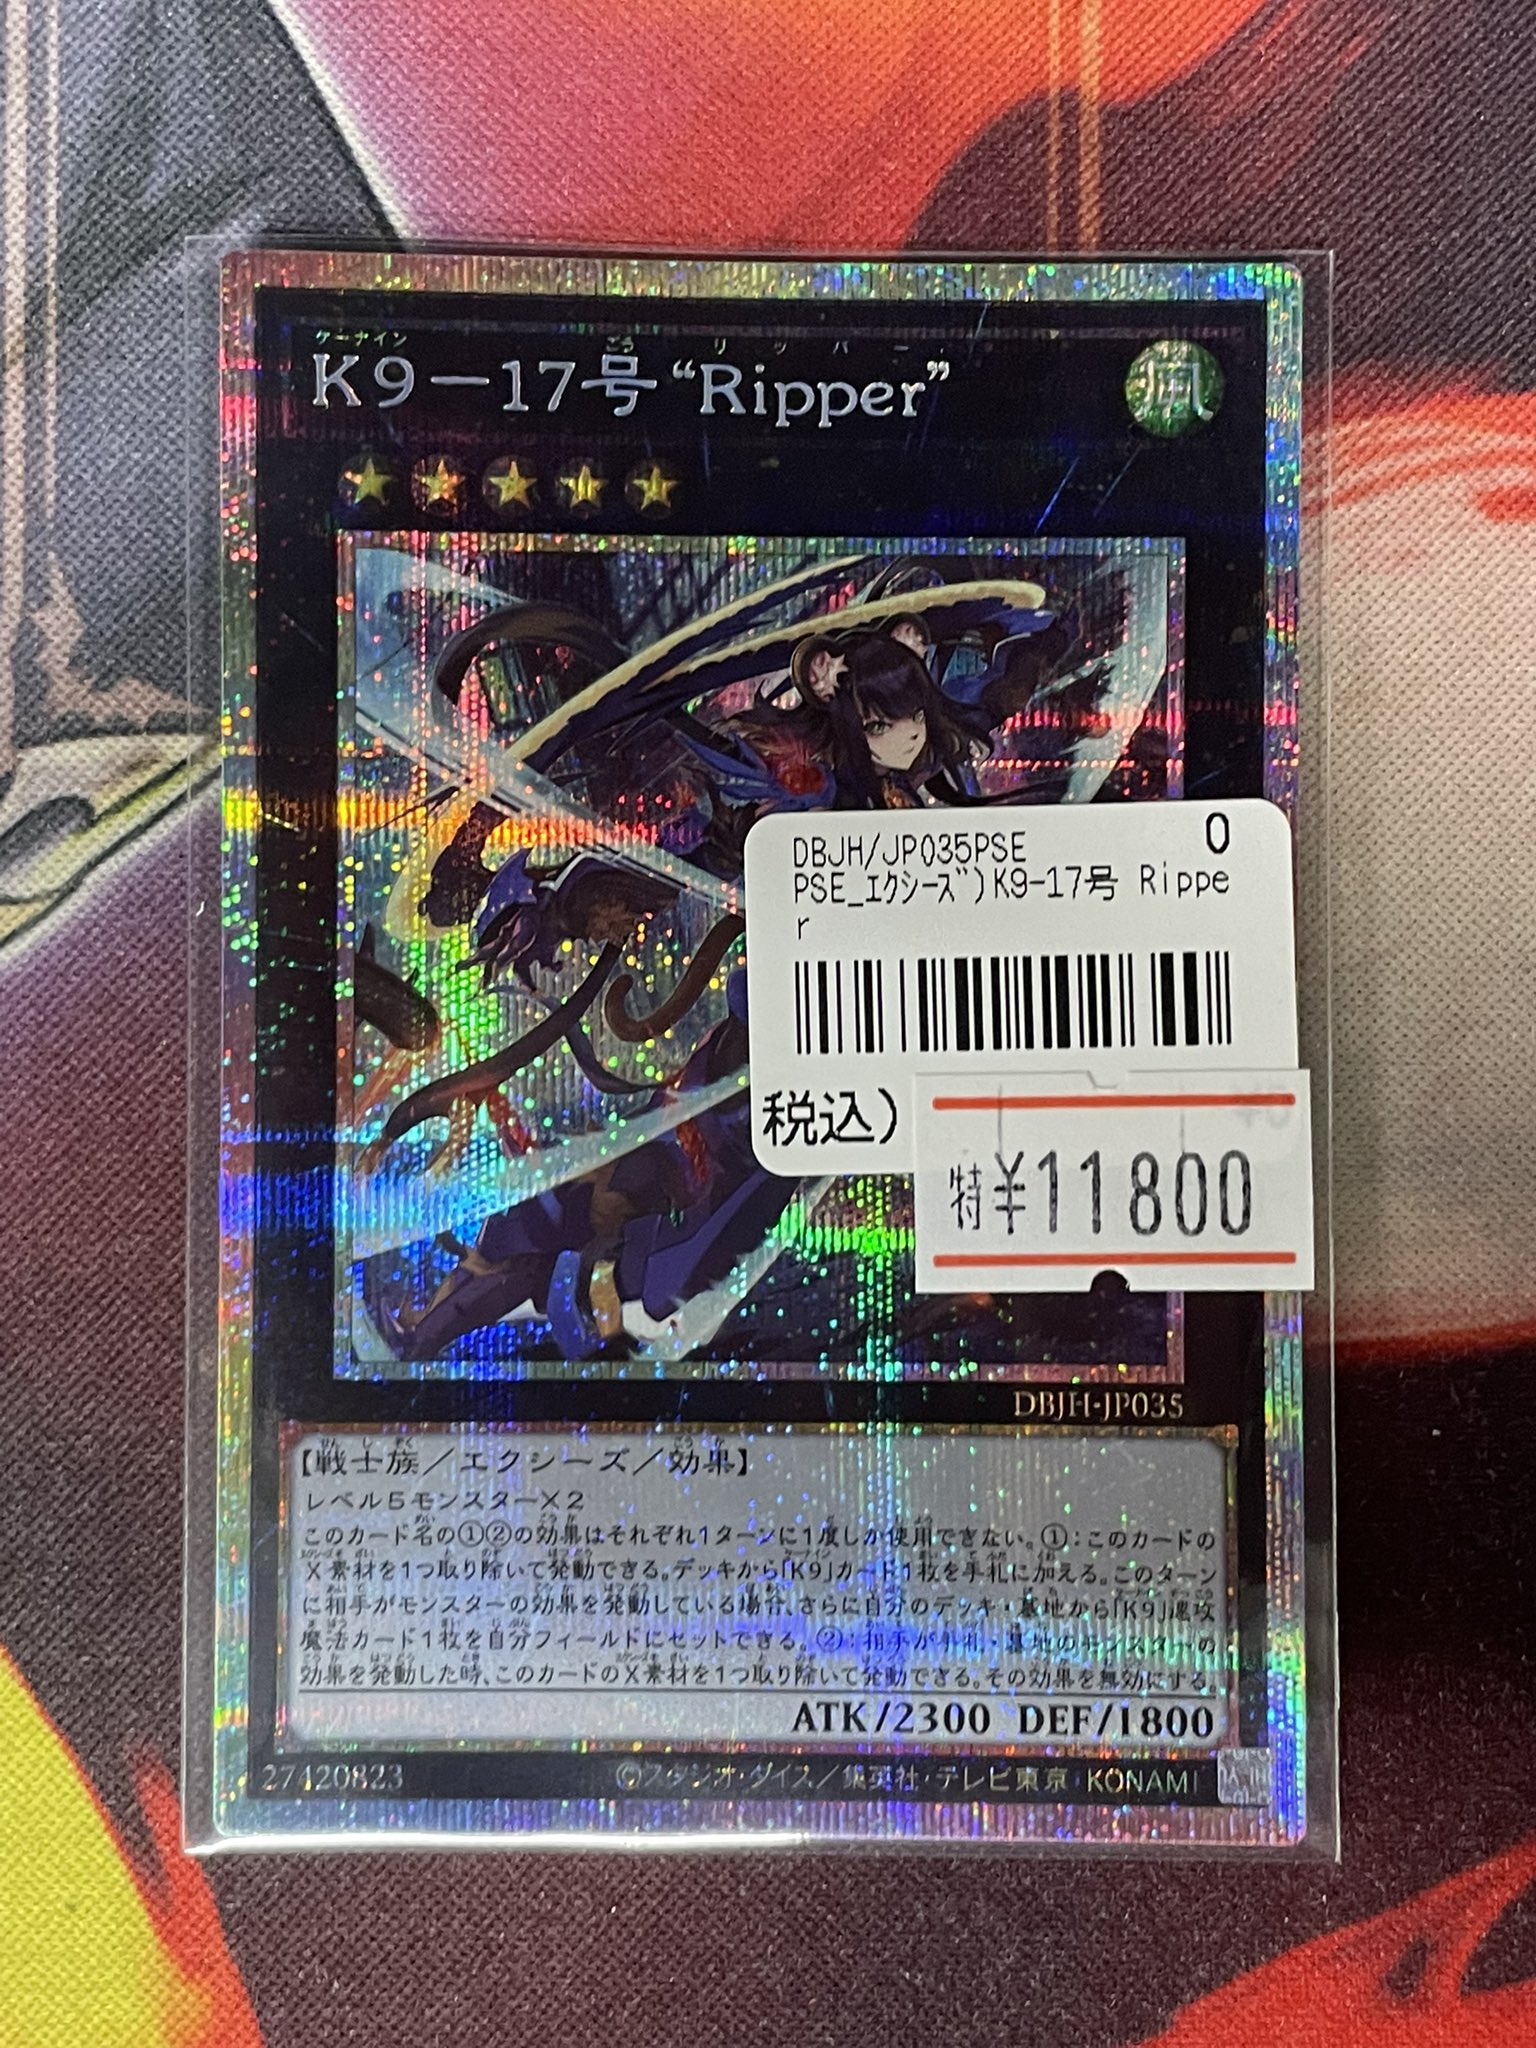 K9－17号“Ripper”
風
DBJH/JP035PSE 0
PSE_ｴｸｼｰｽﾞ)K9-17号 Rippe
r
税込)
特¥11800
DBJH-JP035
【戦士族／エクシーズ／効果】
レベル５モンスター×２
このカード名の①②の効果はそれぞれ１ターンに１度しか使用できない。①：このカードの
Ｘ素材を１つ取り除いて発動できる。デッキから「K9」カード１枚を手札に加える。このターン
に相手がモンスターの効果を発動している場合、さらに自分のデッキ・墓地から「K9」速攻
魔法カード１枚を自分フィールドにセットできる。②：相手が手札・墓地のモンスターの
効果を発動した時、このカードのＸ素材を１つ取り除いて発動できる。その効果を無効にする。
ATK/2300 DEF/1800
27420823 ©スタジオ・ダイス／集英社・テレビ東京・KONAMI